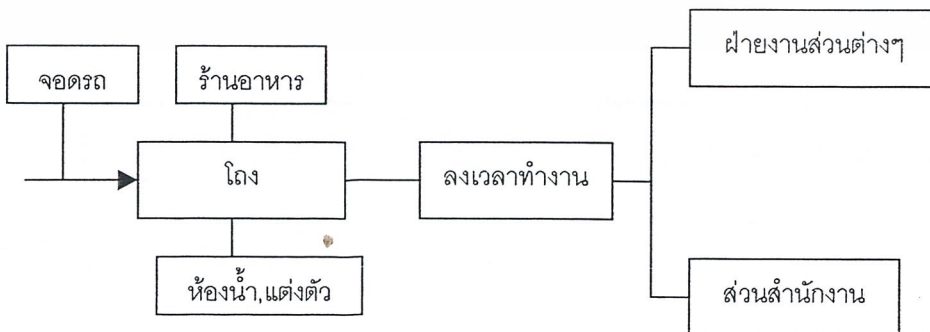 ฝ่ายงานส่วนต่างๆ
จอดรถ
ร้านอาหาร
โถง
ลงเวลาทำงาน
ห้องน้ำ,แต่งตัว
ส่วนสำนักงาน